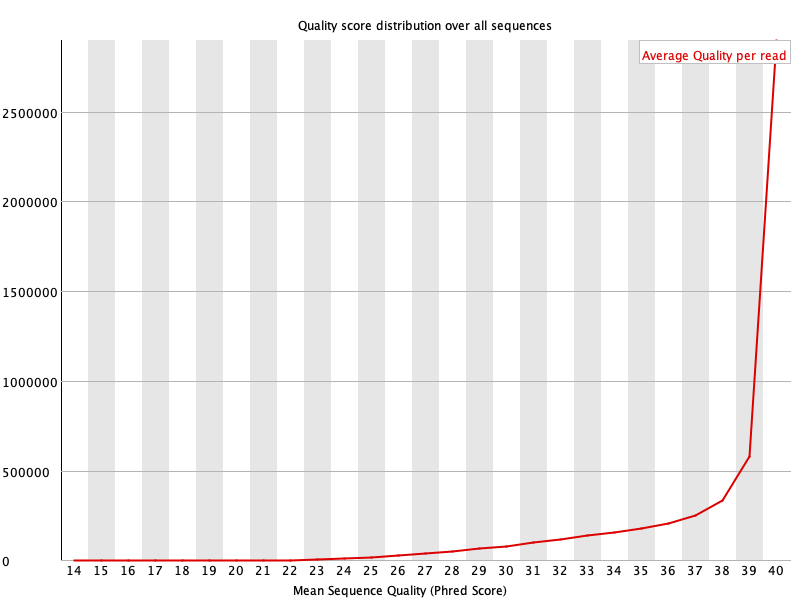 Quality score distribution over all sequences
Average Quality per read
2500000
2000000
1500000
1000000
500000
0
14 15 16 17 18 19 20 21 22 23 24 25 26 27 28 29 30 31 32 33 34 35 36 37 38 39 40
Mean Sequence Quality (Phred Score)